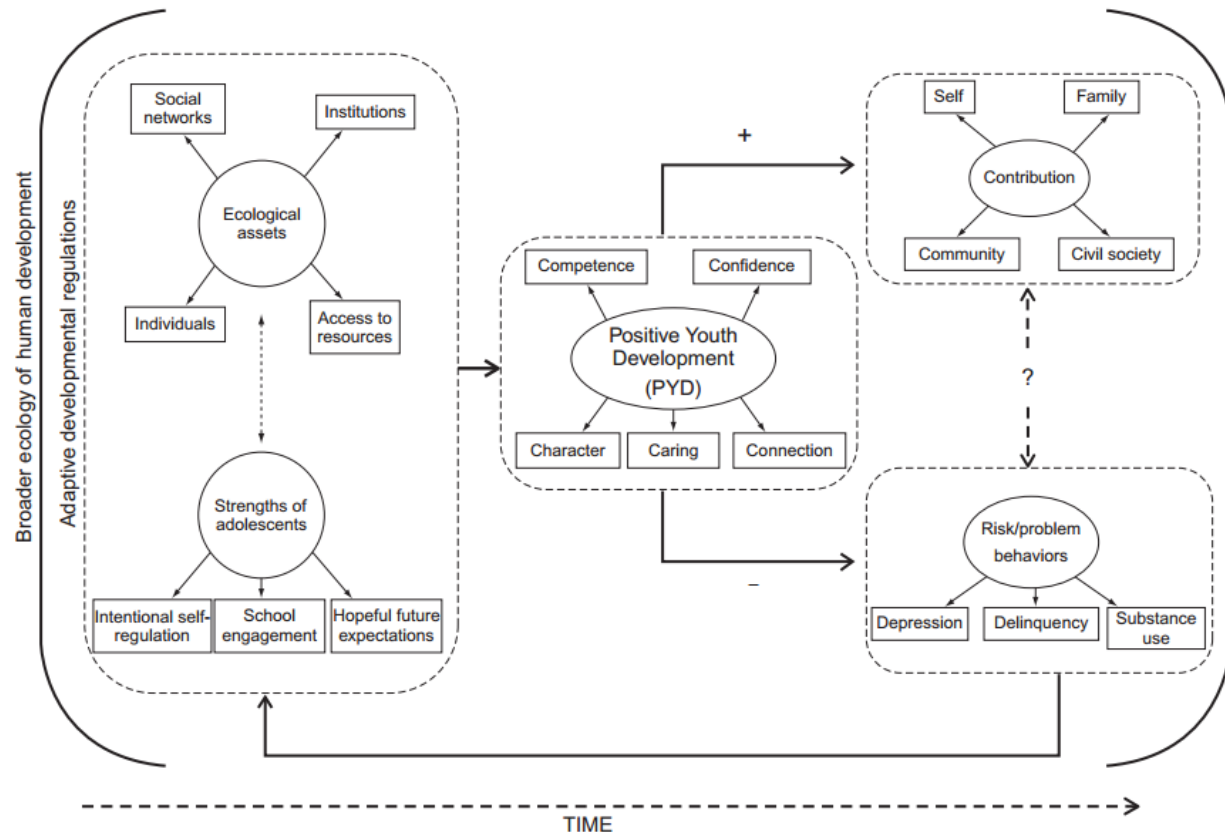 Broader ecology of human development
Adaptive developmental regulations
Social
networks
Institutions
Ecological
assets
Individuals
Access to
resources
Strengths of
adolescents
Intentional self-
regulation
School
engagement
Hopeful future
expectations
Competence
Confidence
Positive Youth
Development
(PYD)
Character
Caring
Connection
+
–
Self
Family
Contribution
Community
Civil society
?
Risk/problem
behaviors
Depression
Delinquency
Substance
use
TIME